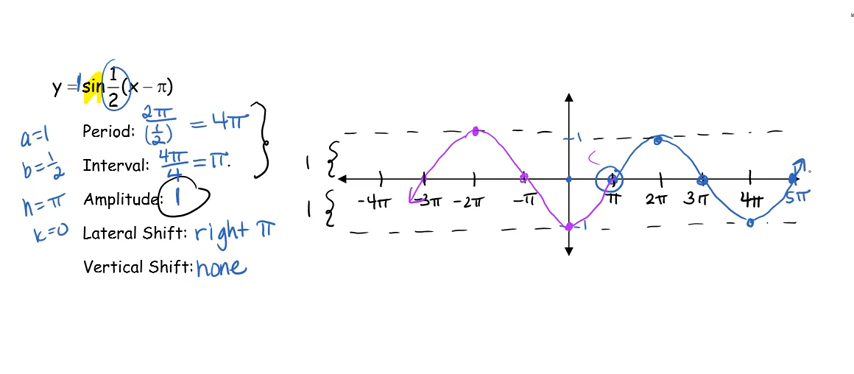 y = 1 sin 1/2 (x – π)
a=1
Period: 2π/(1/2) = 4π
b=1/2
Interval: 4π/4 = π.
h=π
Amplitude: 1
k=0
Lateral Shift: right π
Vertical Shift: none
1
1
1
-1
-4π -3π -2π -π π 2π 3π 4π 5π